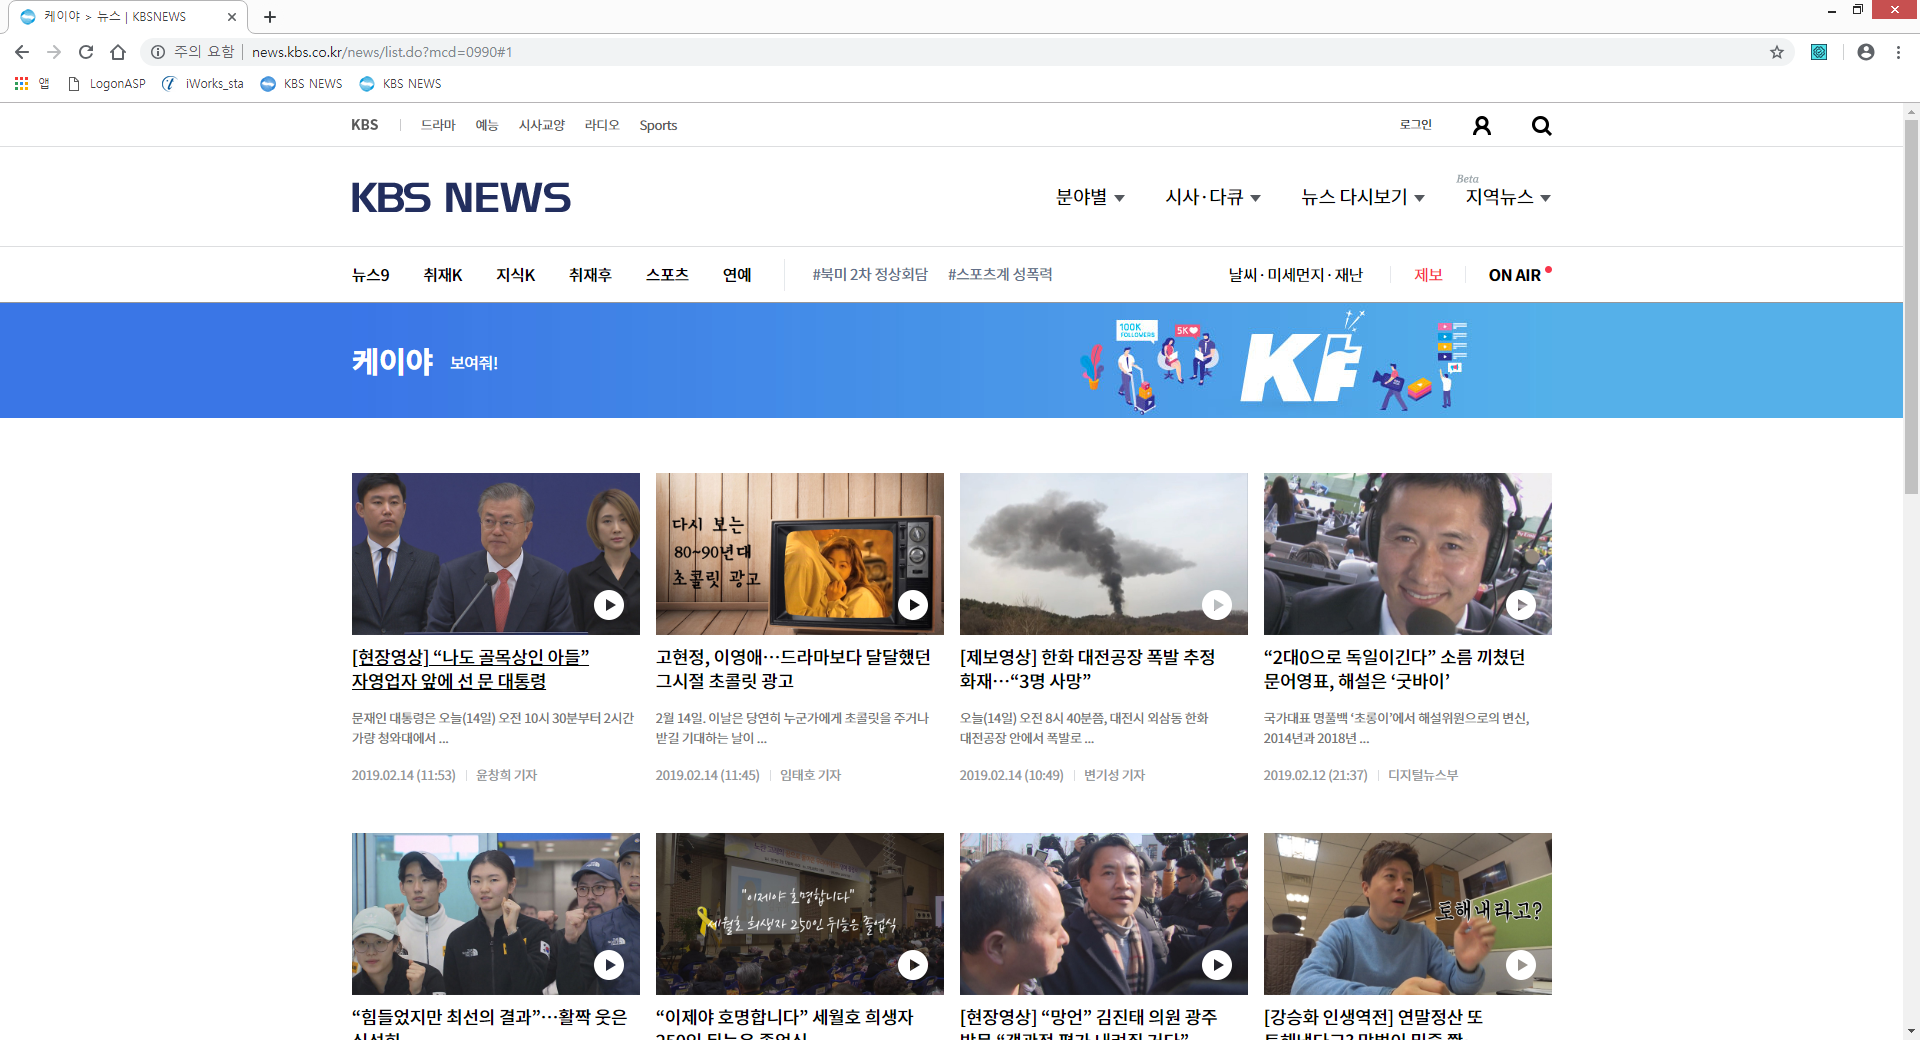 케이야 > 뉴스 | KBSNEWS
주의 요함 | news.kbs.co.kr/news/list.do?mcd=0990#1
앱 LogonASP iWorks_sta KBS NEWS KBS NEWS
KBS 드라마 예능 시사교양 라디오 Sports 로그인
Beta
KBS NEWS 분야별 시사·다큐 뉴스 다시보기 지역뉴스
뉴스9 취재K 지식K 취재후 스포츠 연예 #북미 2차 정상회담 #스포츠계 성폭력 날씨·미세먼지·재난 제보 ON AIR
100K
FOLLOWERS
5K
케이야 보여줘!
KF
다시 보는
80~90년대
초콜릿 광고
[현장영상] “나도 골목상인 아들”
자영업자 앞에 선 문 대통령
문재인 대통령은 오늘(14일) 오전 10시 30분부터 2시간
가량 청와대에서 ...
2019.02.14 (11:53) 윤창희 기자
고현정, 이영애…드라마보다 달달했던
그시절 초콜릿 광고
2월 14일. 이날은 당연히 누군가에게 초콜릿을 주거나
받길 기대하는 날이 ...
2019.02.14 (11:45) 임태호 기자
[제보영상] 한화 대전공장 폭발 추정
화재…“3명 사망”
오늘(14일) 오전 8시 40분쯤, 대전시 외삼동 한화
대전공장 안에서 폭발로 ...
2019.02.14 (10:49) 변기성 기자
“2대0으로 독일이긴다” 소름 끼쳤던
문어영표, 해설은 ‘굿바이’
국가대표 명풀백 ‘초롱이’에서 해설위원으로의 변신,
2014년과 2018년 ...
2019.02.12 (21:37) 디지털뉴스부
"이제야 호명합니다"
세월호 희생자 250인 뒤늦은 졸업식
토해내라고?
“힘들었지만 최선의 결과”…활짝 웃은
“이제야 호명합니다” 세월호 희생자
250인 뒤늦은 졸업식
[현장영상] “망언” 김진태 의원 광주
방문 “객관적 평가 내려질 거다”
[강승화 인생역전] 연말정산 또